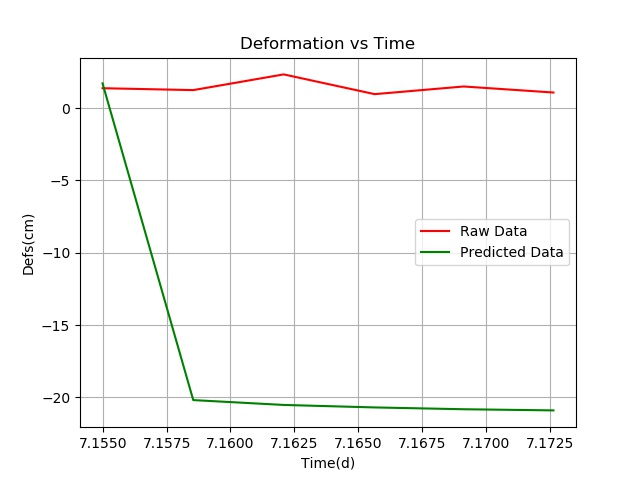 Deformation vs Time
Defs(cm)
0
−5
−10
−15
−20
Raw Data
Predicted Data
7.1550 7.1575 7.1600 7.1625 7.1650 7.1675 7.1700 7.1725
Time(d)